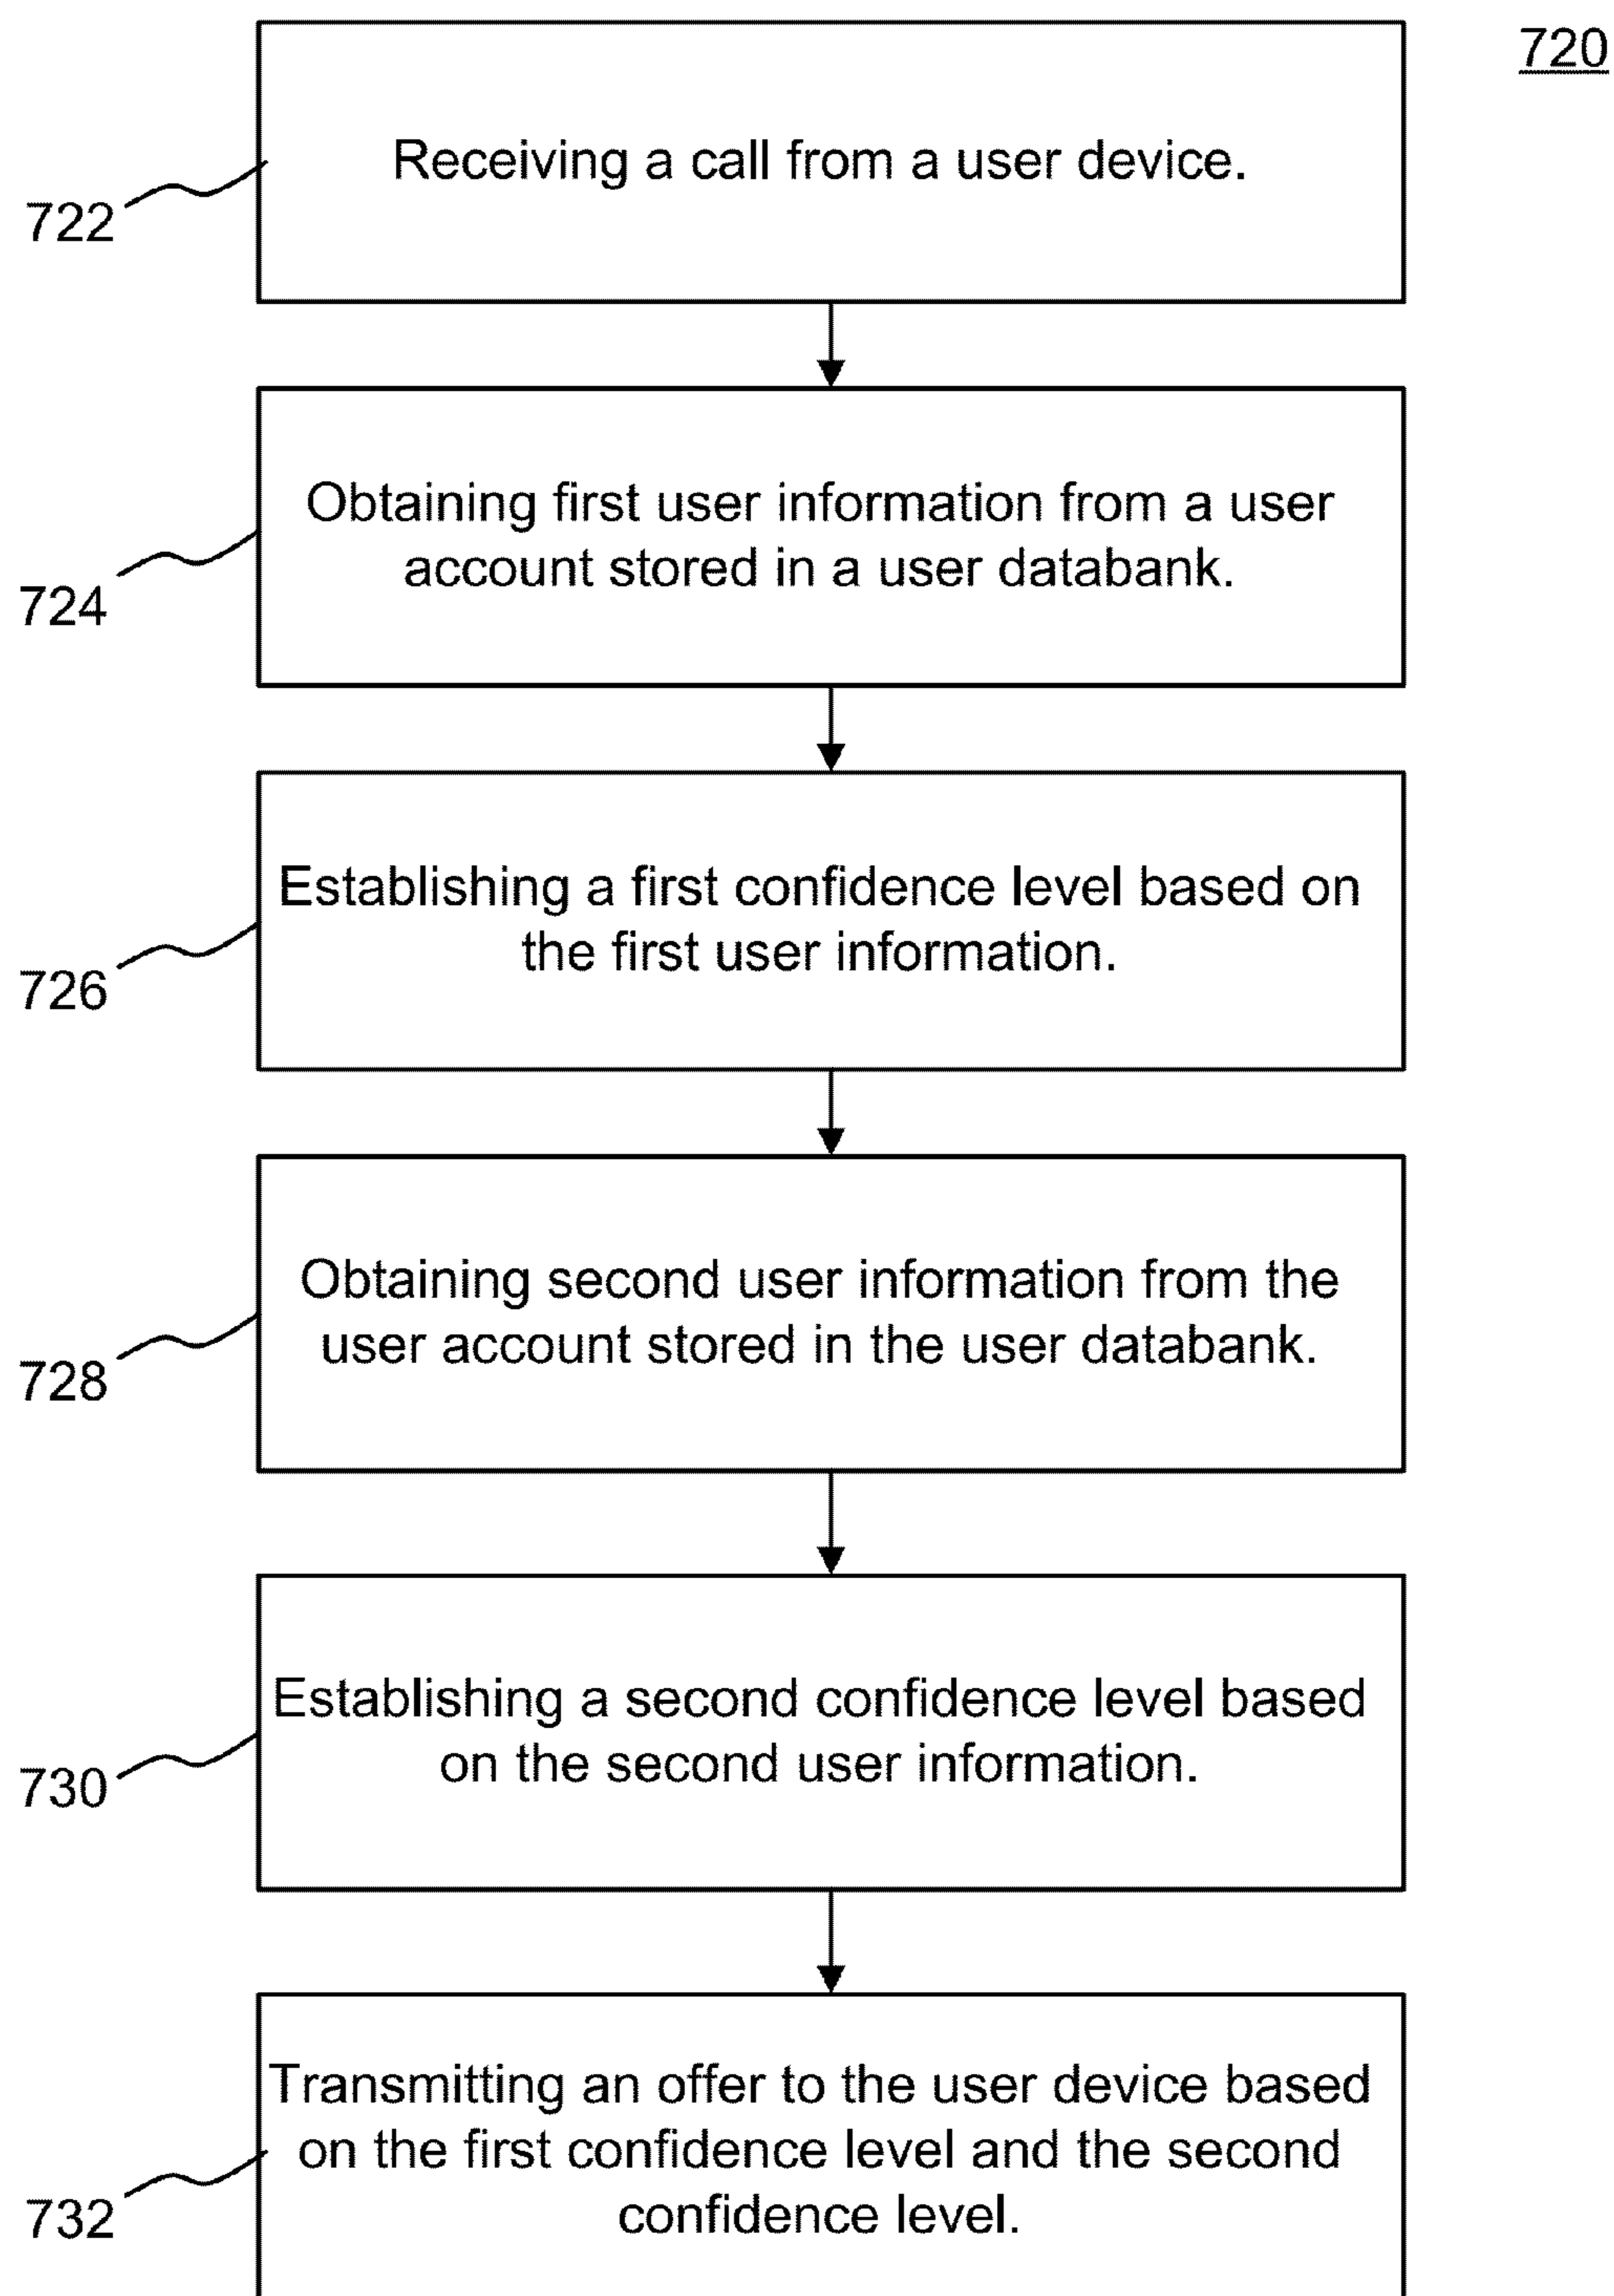 720
Receiving a call from a user device.
722
Obtaining first user information from a user
account stored in a user databank.
724
Establishing a first confidence level based on
the first user information.
726
Obtaining second user information from the
user account stored in the user databank.
728
Establishing a second confidence level based
on the second user information.
730
Transmitting an offer to the user device based
on the first confidence level and the second
confidence level.
732